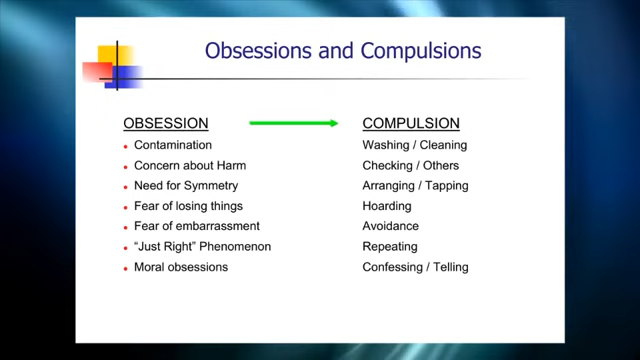 Obsessions and Compulsions
OBSESSION COMPULSION
• Contamination Washing / Cleaning
• Concern about Harm Checking / Others
• Need for Symmetry Arranging / Tapping
• Fear of losing things Hoarding
• Fear of embarrassment Avoidance
• “Just Right” Phenomenon Repeating
• Moral obsessions Confessing / Telling